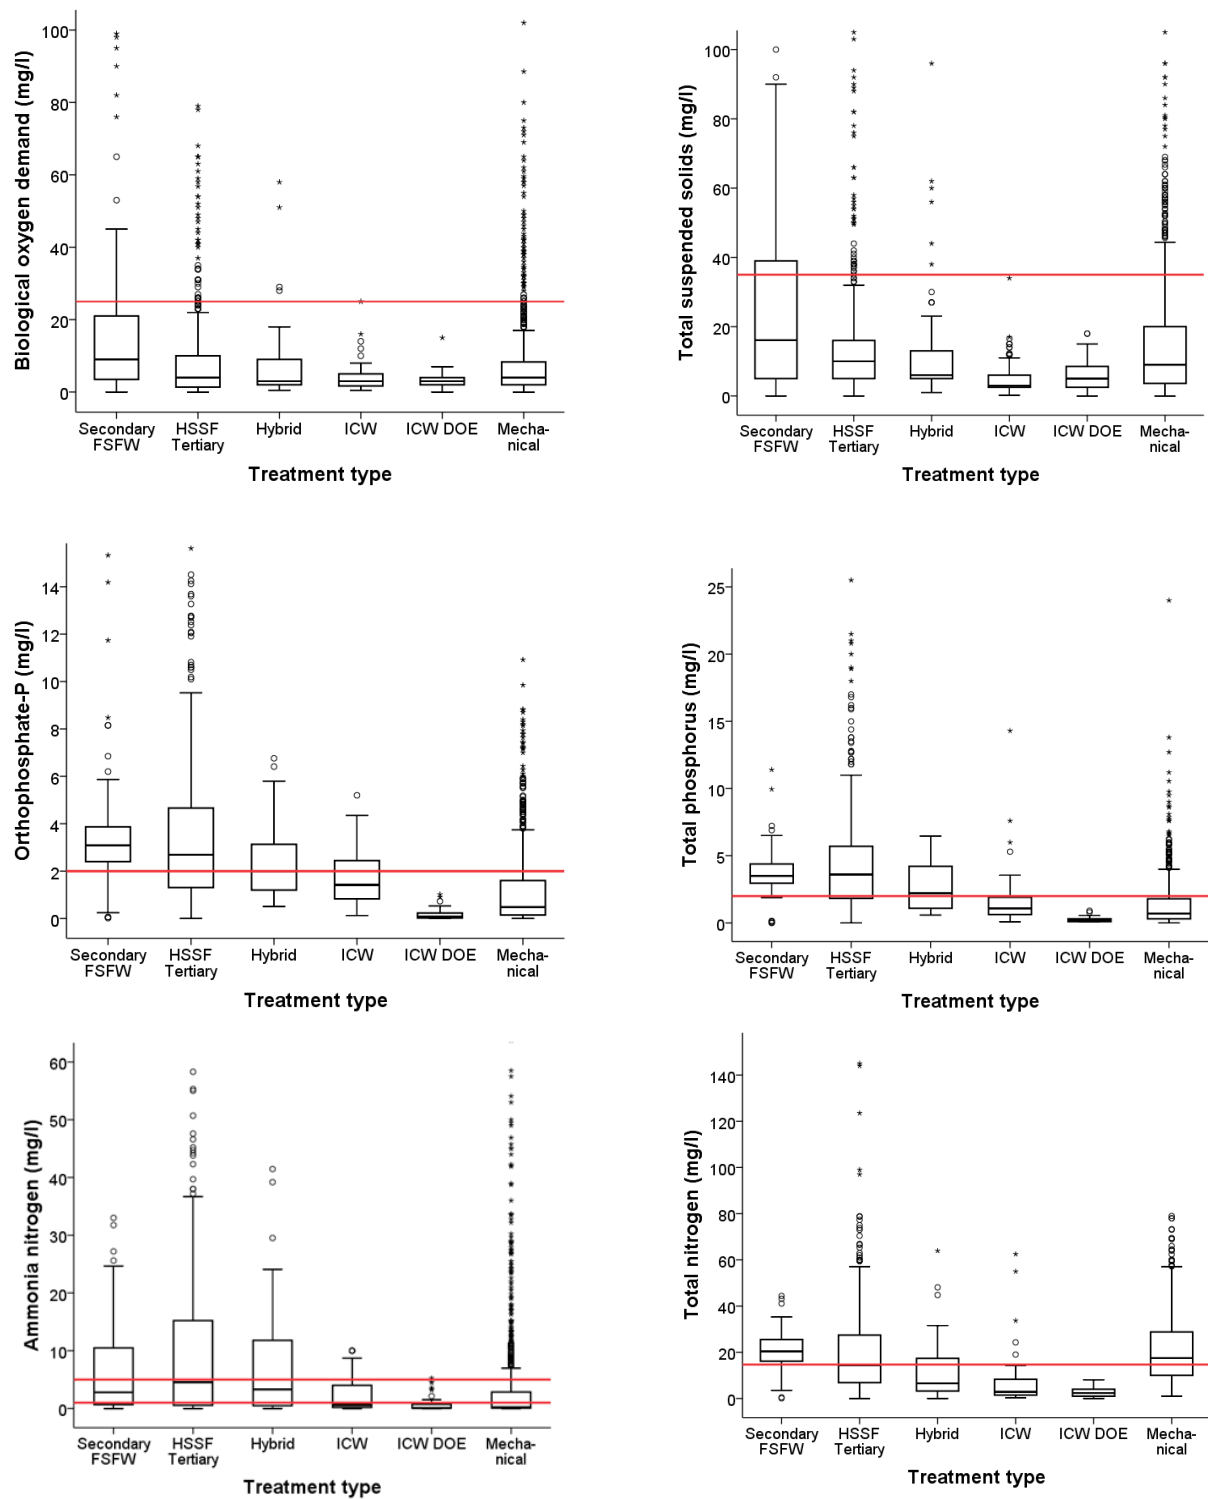 Biological oxygen demand (mg/l)
100
80
60
40
20
0
Secondary FSFW
HSSF Tertiary
Hybrid
ICW
ICW DOE
Mecha-nical
Treatment type
Total suspended solids (mg/l)
100
80
60
40
20
0
Secondary FSFW
HSSF Tertiary
Hybrid
ICW
ICW DOE
Mecha-nical
Treatment type
Orthophosphate-P (mg/l)
14
12
10
8
6
4
2
0
Secondary FSFW
HSSF Tertiary
Hybrid
ICW
ICW DOE
Mecha-nical
Treatment type
Total phosphorus (mg/l)
25
20
15
10
5
0
Secondary FSFW
HSSF Tertiary
Hybrid
ICW
ICW DOE
Mecha-nical
Treatment type
Ammonia nitrogen (mg/l)
60
50
40
30
20
10
0
Secondary FSFW
HSSF Tertiary
Hybrid
ICW
ICW DOE
Mecha-nical
Treatment type
Total nitrogen (mg/l)
140
120
100
80
60
40
20
0
Secondary FSFW
HSSF Tertiary
Hybrid
ICW
ICW DOE
Mecha-nical
Treatment type